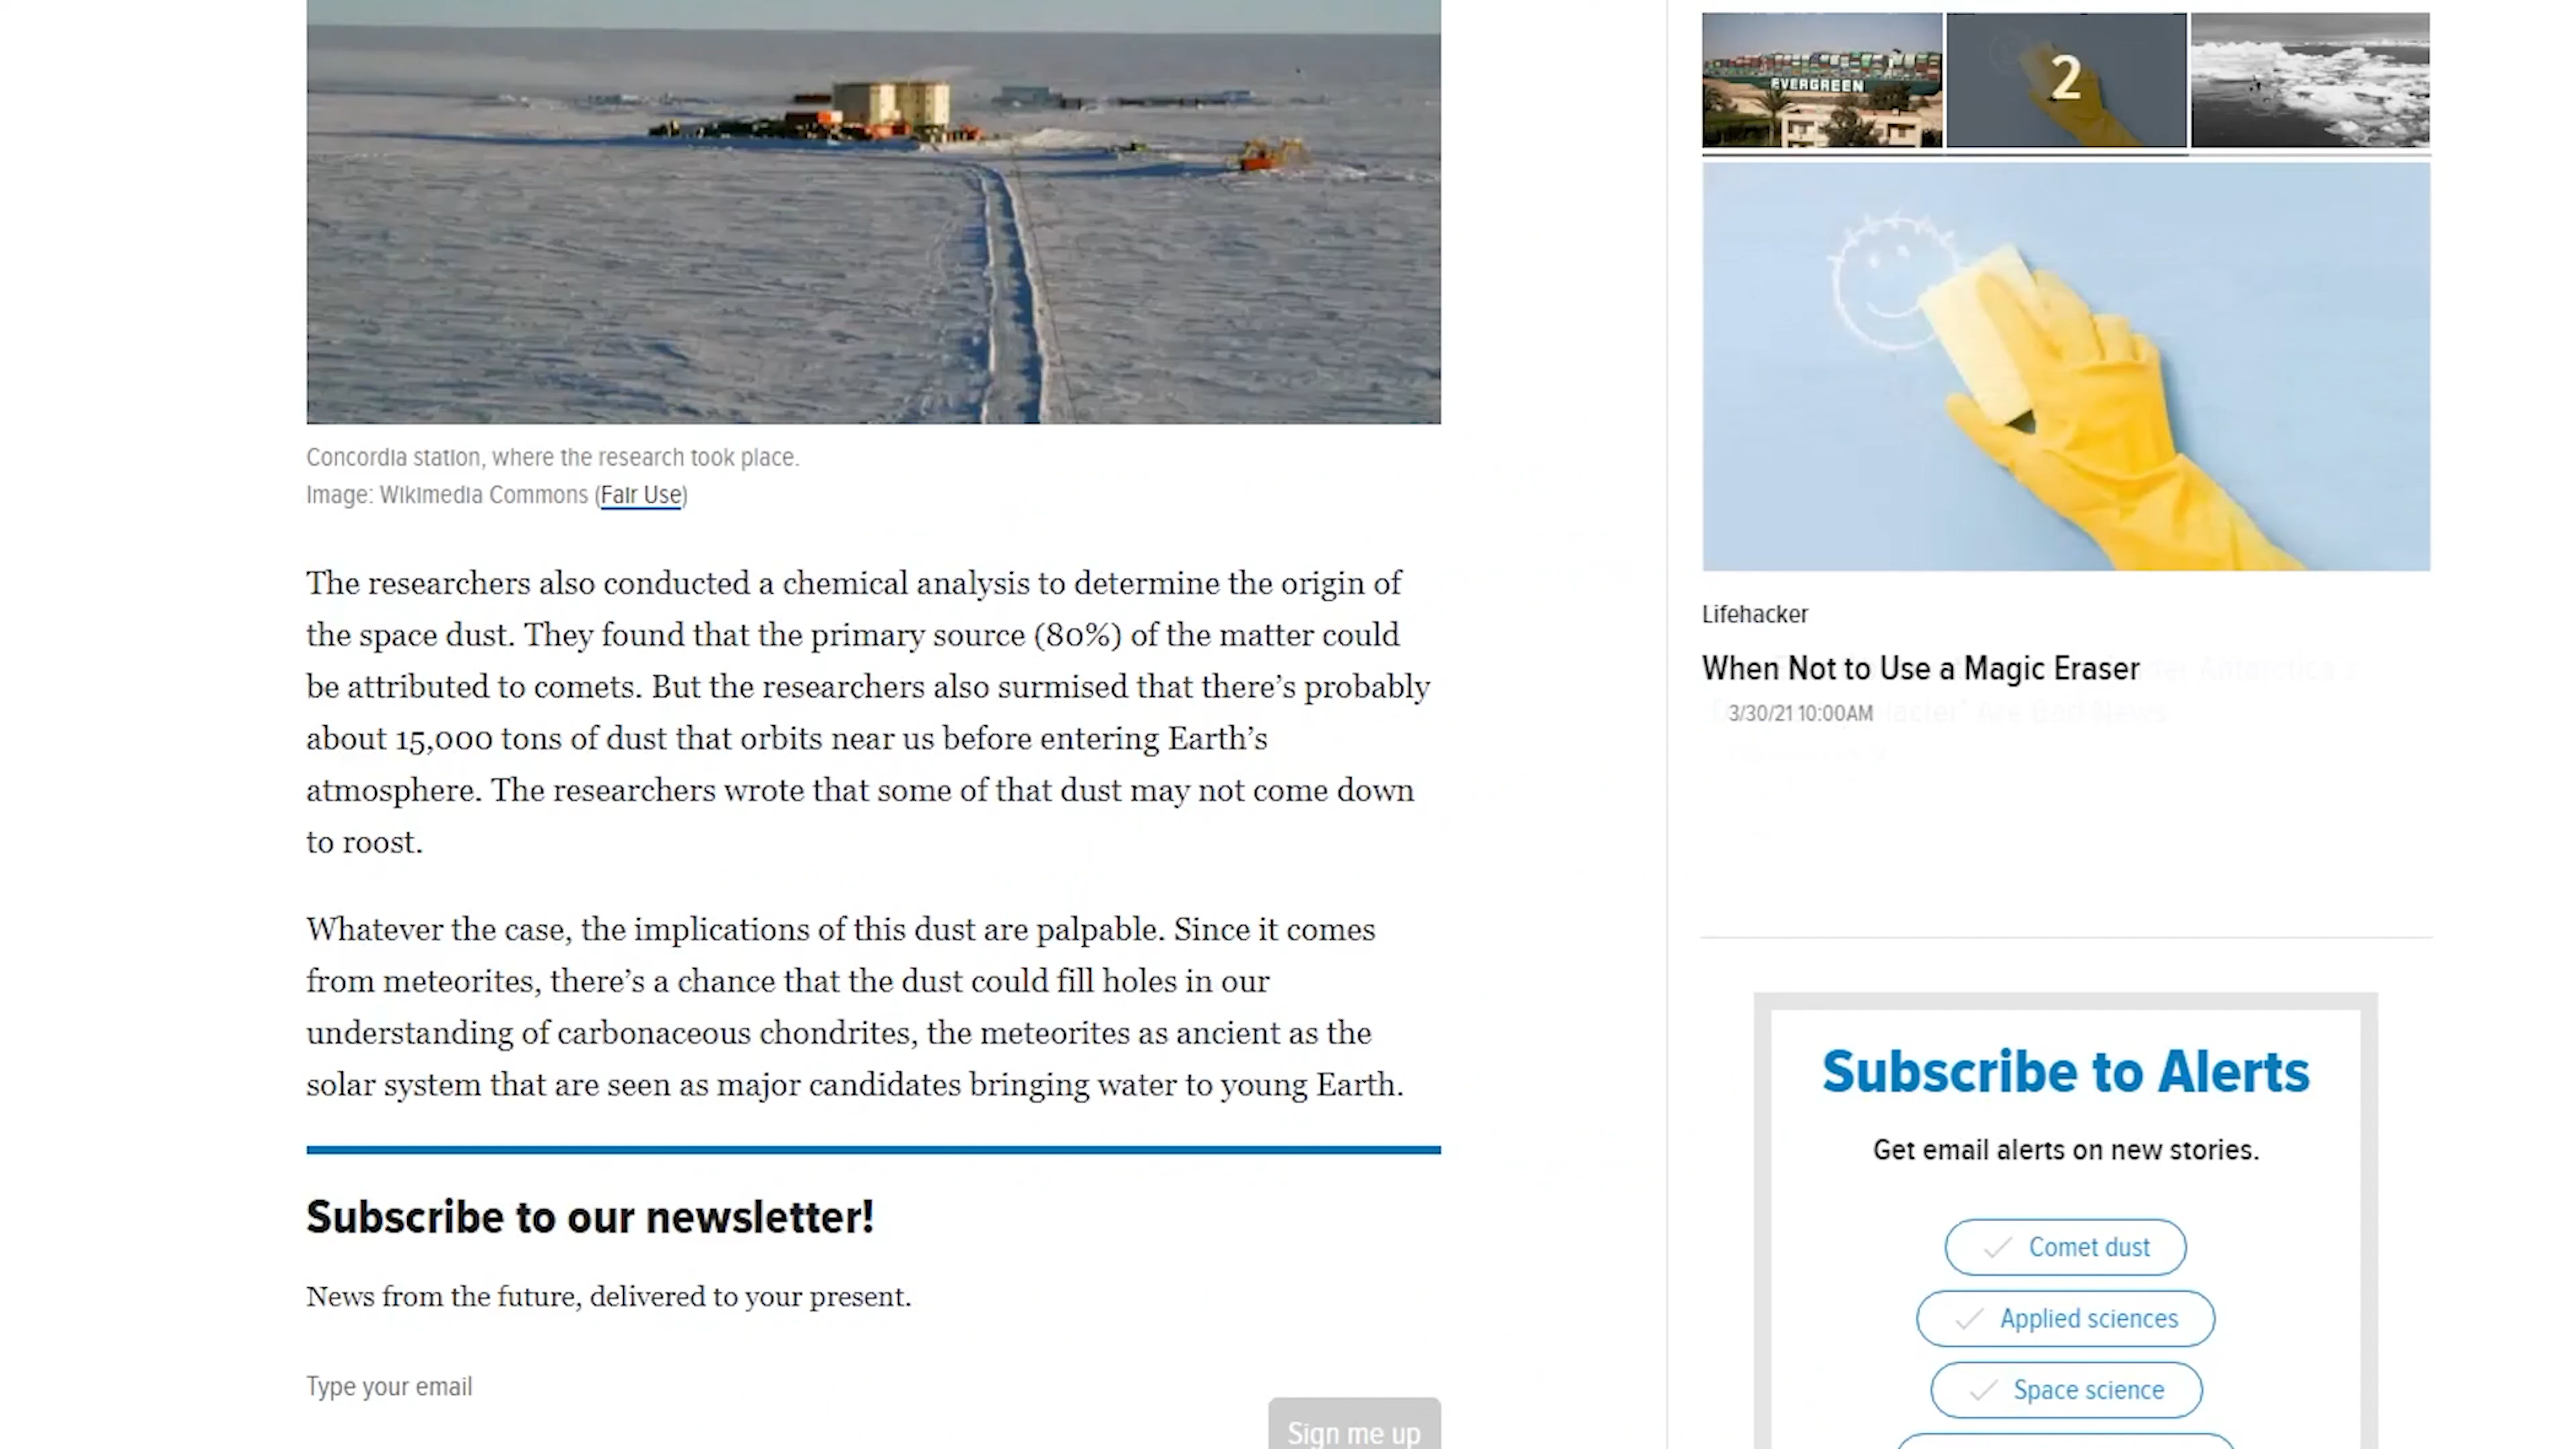 EVERGREEN
2
Concordia station, where the research took place.
Image: Wikimedia Commons (Fair Use)
The researchers also conducted a chemical analysis to determine the origin of
the space dust. They found that the primary source (80%) of the matter could
be attributed to comets. But the researchers also surmised that there's probably
about 15,000 tons of dust that orbits near us before entering Earth's
atmosphere. The researchers wrote that some of that dust may not come down
to roost.
Whatever the case, the implications of this dust are palpable. Since it comes
from meteorites, there's a chance that the dust could fill holes in our
understanding of carbonaceous chondrites, the meteorites as ancient as the
solar system that are seen as major candidates bringing water to young Earth.
Subscribe to our newsletter!
News from the future, delivered to your present.
Type your email
Sign me up
Lifehacker
When Not to Use a Magic Eraser
3/30/21 10:00AM
Subscribe to Alerts
Get email alerts on new stories.
Comet dust
Applied sciences
Space science